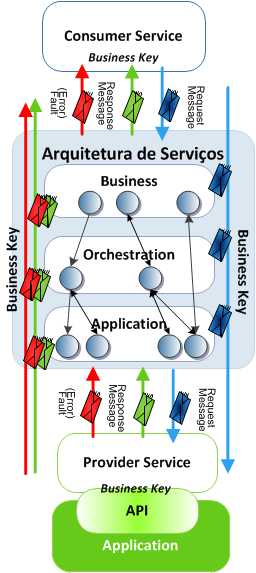 Consumer Service
Business Key
(Error)
Fault
Response
Message
Request
Message
Arquitetura de Serviços
Business
Orchestration
Application
Business Key
Business Key
(Error)
Fault
Response
Message
Request
Message
Provider Service
Business Key
API
Application